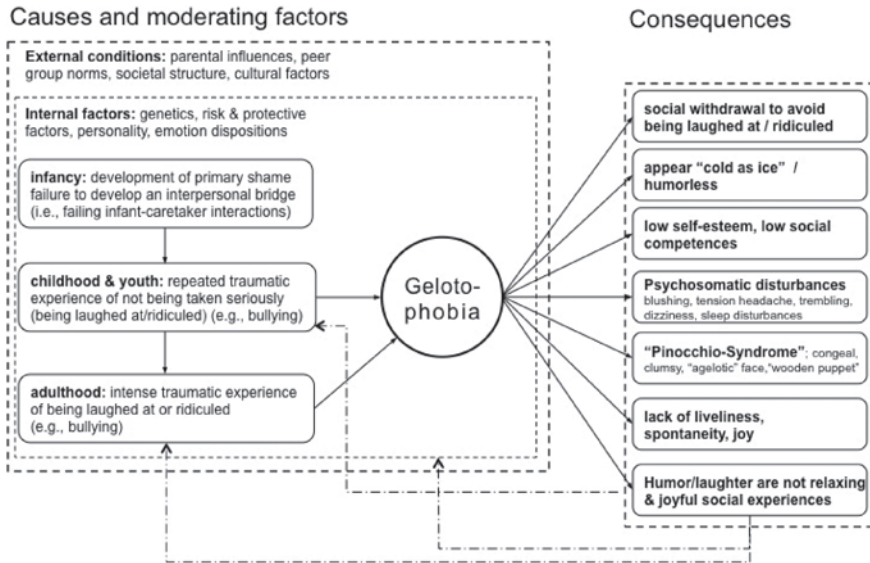 Causes and moderating factors
External conditions: parental influences, peer
group norms, societal structure, cultural factors
Internal factors: genetics, risk & protective
factors, personality, emotion dispositions
infancy: development of primary shame
failure to develop an interpersonal bridge
(i.e., failing infant-caretaker interactions)
childhood & youth: repeated traumatic
experience of not being taken seriously
(being laughed at/ridiculed) (e.g., bullying)
adulthood: intense traumatic experience
of being laughed at or ridiculed
(e.g., bullying)
Geloto-
phobia
Consequences
social withdrawal to avoid
being laughed at / ridiculed
appear “cold as ice” /
humorless
low self-esteem, low social
competences
Psychosomatic disturbances
blushing, tension headache, trembling,
dizziness, sleep disturbances
“Pinocchio-Syndrome”; congeal,
clumsy, “agelotic” face,“wooden puppet”
lack of liveliness,
spontaneity, joy
Humor/laughter are not relaxing
& joyful social experiences